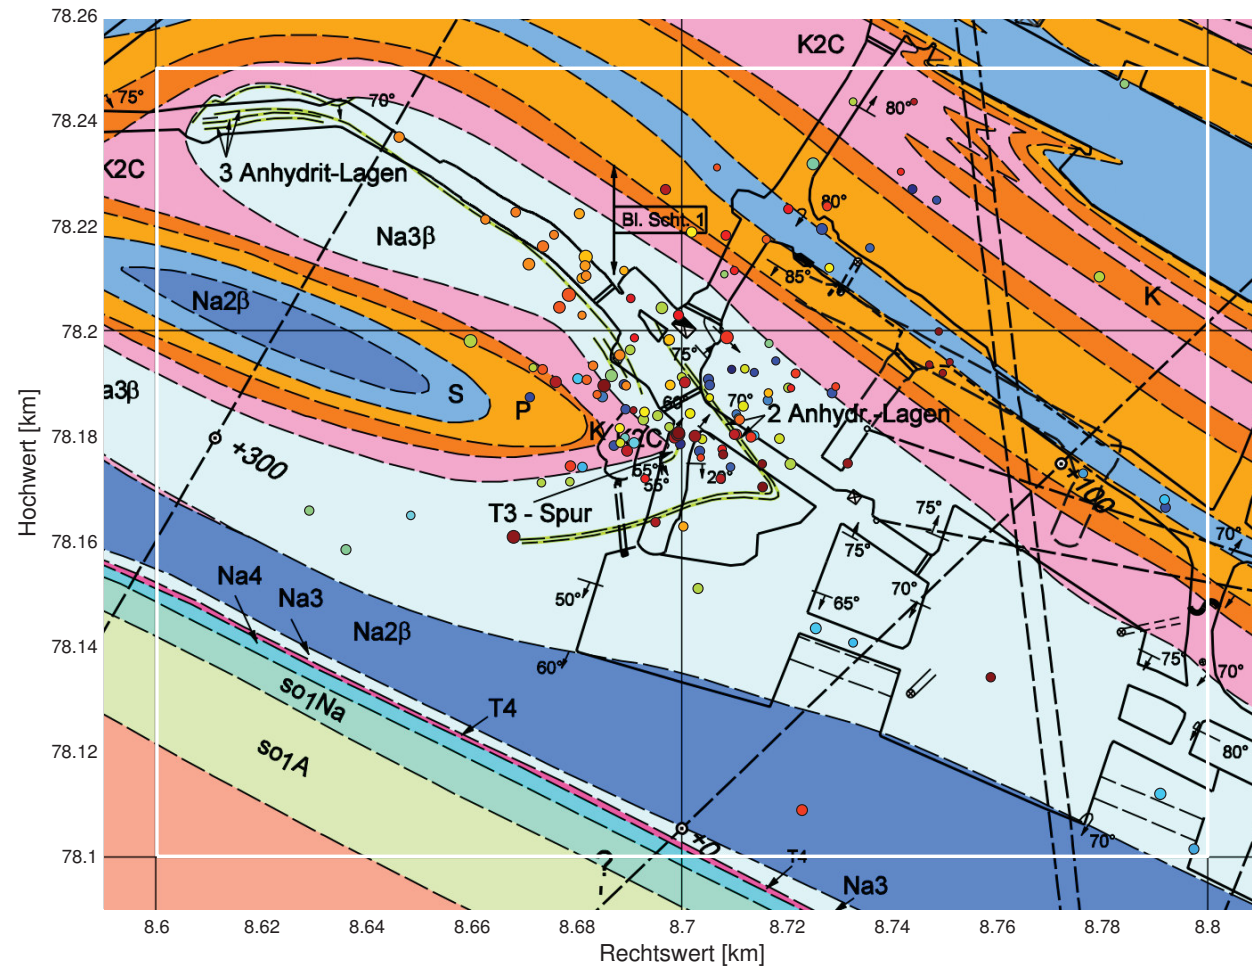 78.26
78.24
78.22
78.2
78.18
78.16
78.14
78.12
78.1
Hochwert [km]
8.6
8.62
8.64
8.66
8.68
8.7
8.72
8.74
8.76
8.78
8.8
Rechtswert [km]
75°
70°
K2C
80°
K2C
3 Anhydrit-Lagen
80°
Bl. Scht. 1
Na3β
85°
K
Na2β
75°
a3β
S
P
60°
70°
2 Anhydr.-Lagen
K
K2C
+300
55°
55°
+100
T3 - Spur
75°
75°
70°
50°
65°
70°
Na4
Na3
Na2β
60°
75°
70°
so1Na
T4
so1A
80°
+0
70°
?
T4
Na3